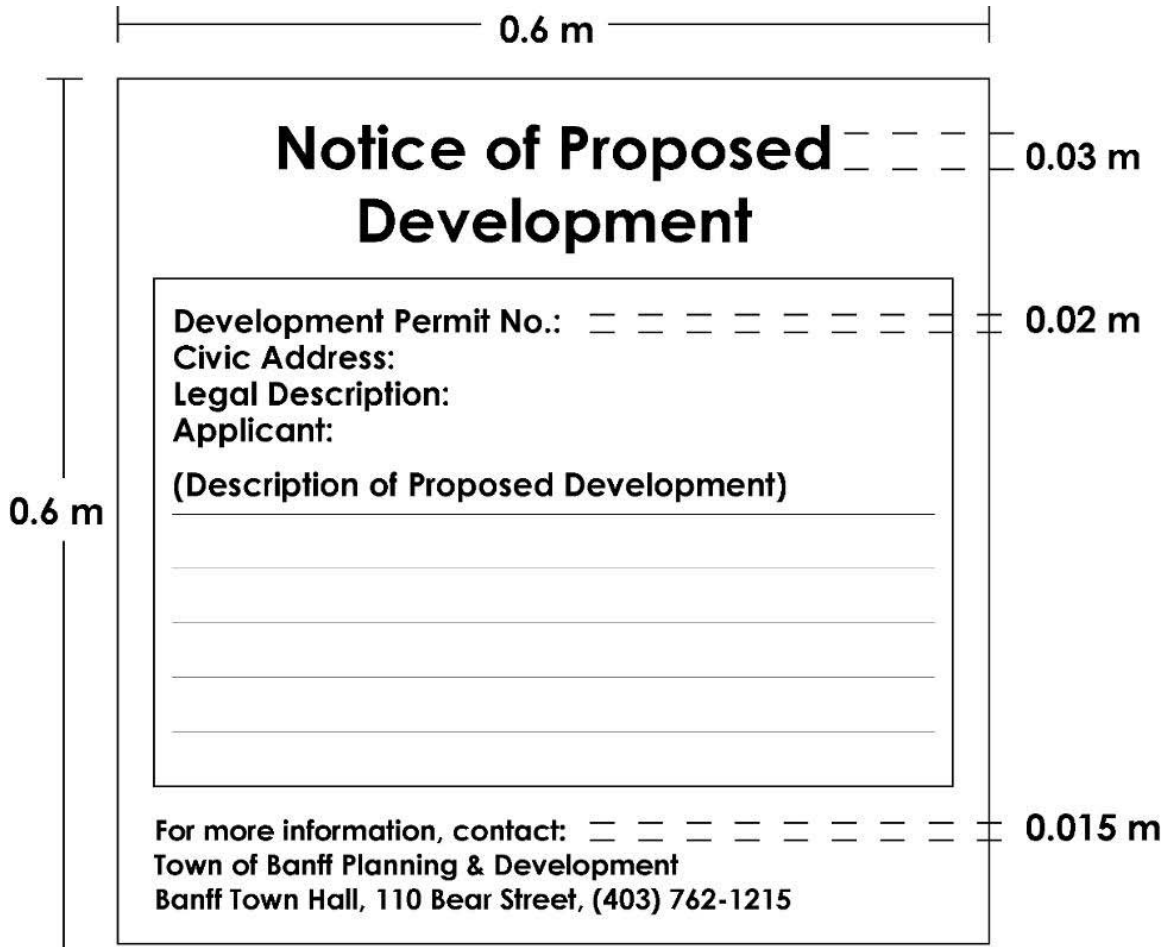 0.6 m
Notice of Proposed
0.03 m
Development
Development Permit No.:
0.02 m
Civic Address:
Legal Description:
Applicant:
(Description of Proposed Development)
0.6 m
For more information, contact:
0.015 m
Town of Banff Planning & Development
Banff Town Hall, 110 Bear Street, (403) 762-1215